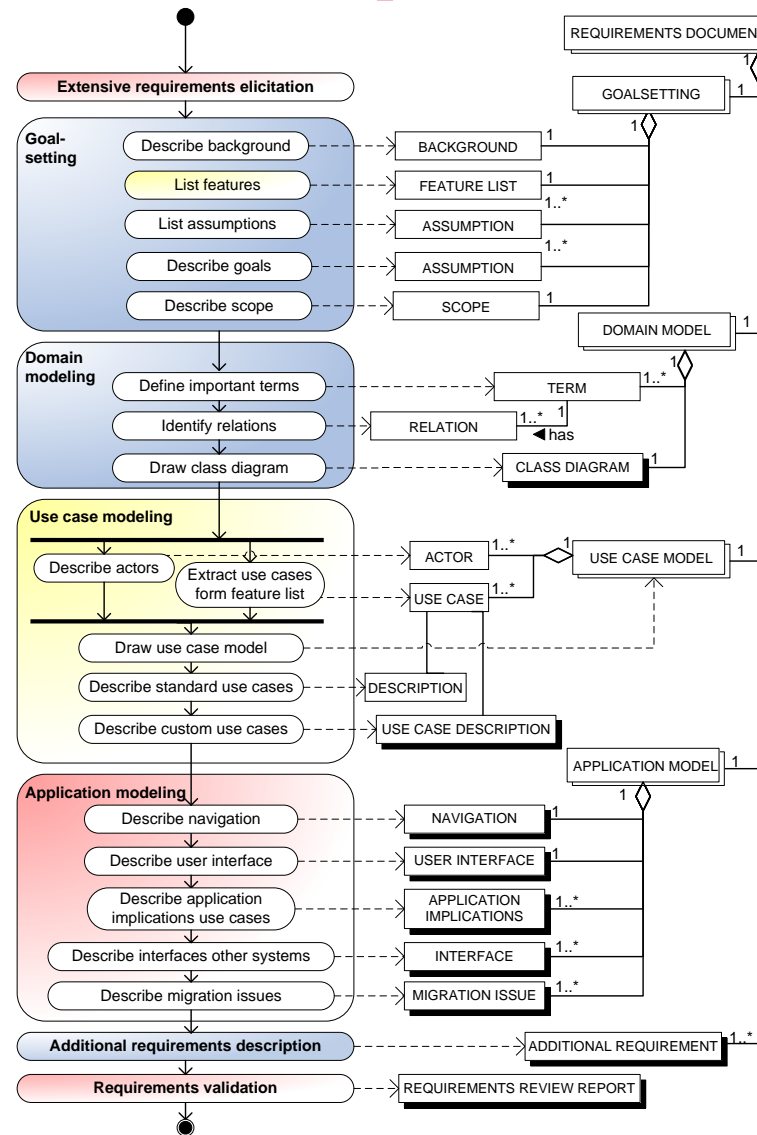 REQUIREMENTS DOCUMEN
1
1
Extensive requirements elicitation
GOALSETTING
1
Goal-
setting
Describe background
BACKGROUND
1
List features
FEATURE LIST
1
List assumptions
ASSUMPTION
1..*
Describe goals
ASSUMPTION
1..*
Describe scope
SCOPE
1
DOMAIN MODEL
1
Domain
modeling
Define important terms
TERM
1..*
1
Identify relations
RELATION
1..*
has
Draw class diagram
CLASS DIAGRAM
1
Use case modeling
Describe actors
ACTOR
1..*
1
USE CASE MODEL
1
Extract use cases
form feature list
USE CASE
1..*
Draw use case model
Describe standard use cases
DESCRIPTION
Describe custom use cases
USE CASE DESCRIPTION
APPLICATION MODEL
1
1
Application modeling
Describe navigation
NAVIGATION
1
Describe user interface
USER INTERFACE
1
Describe application
implications use cases
APPLICATION
IMPLICATIONS
1..*
Describe interfaces other systems
INTERFACE
1..*
Describe migration issues
MIGRATION ISSUE
1..*
Additional requirements description
ADDITIONAL REQUIREMENT
1..*
Requirements validation
REQUIREMENTS REVIEW REPORT